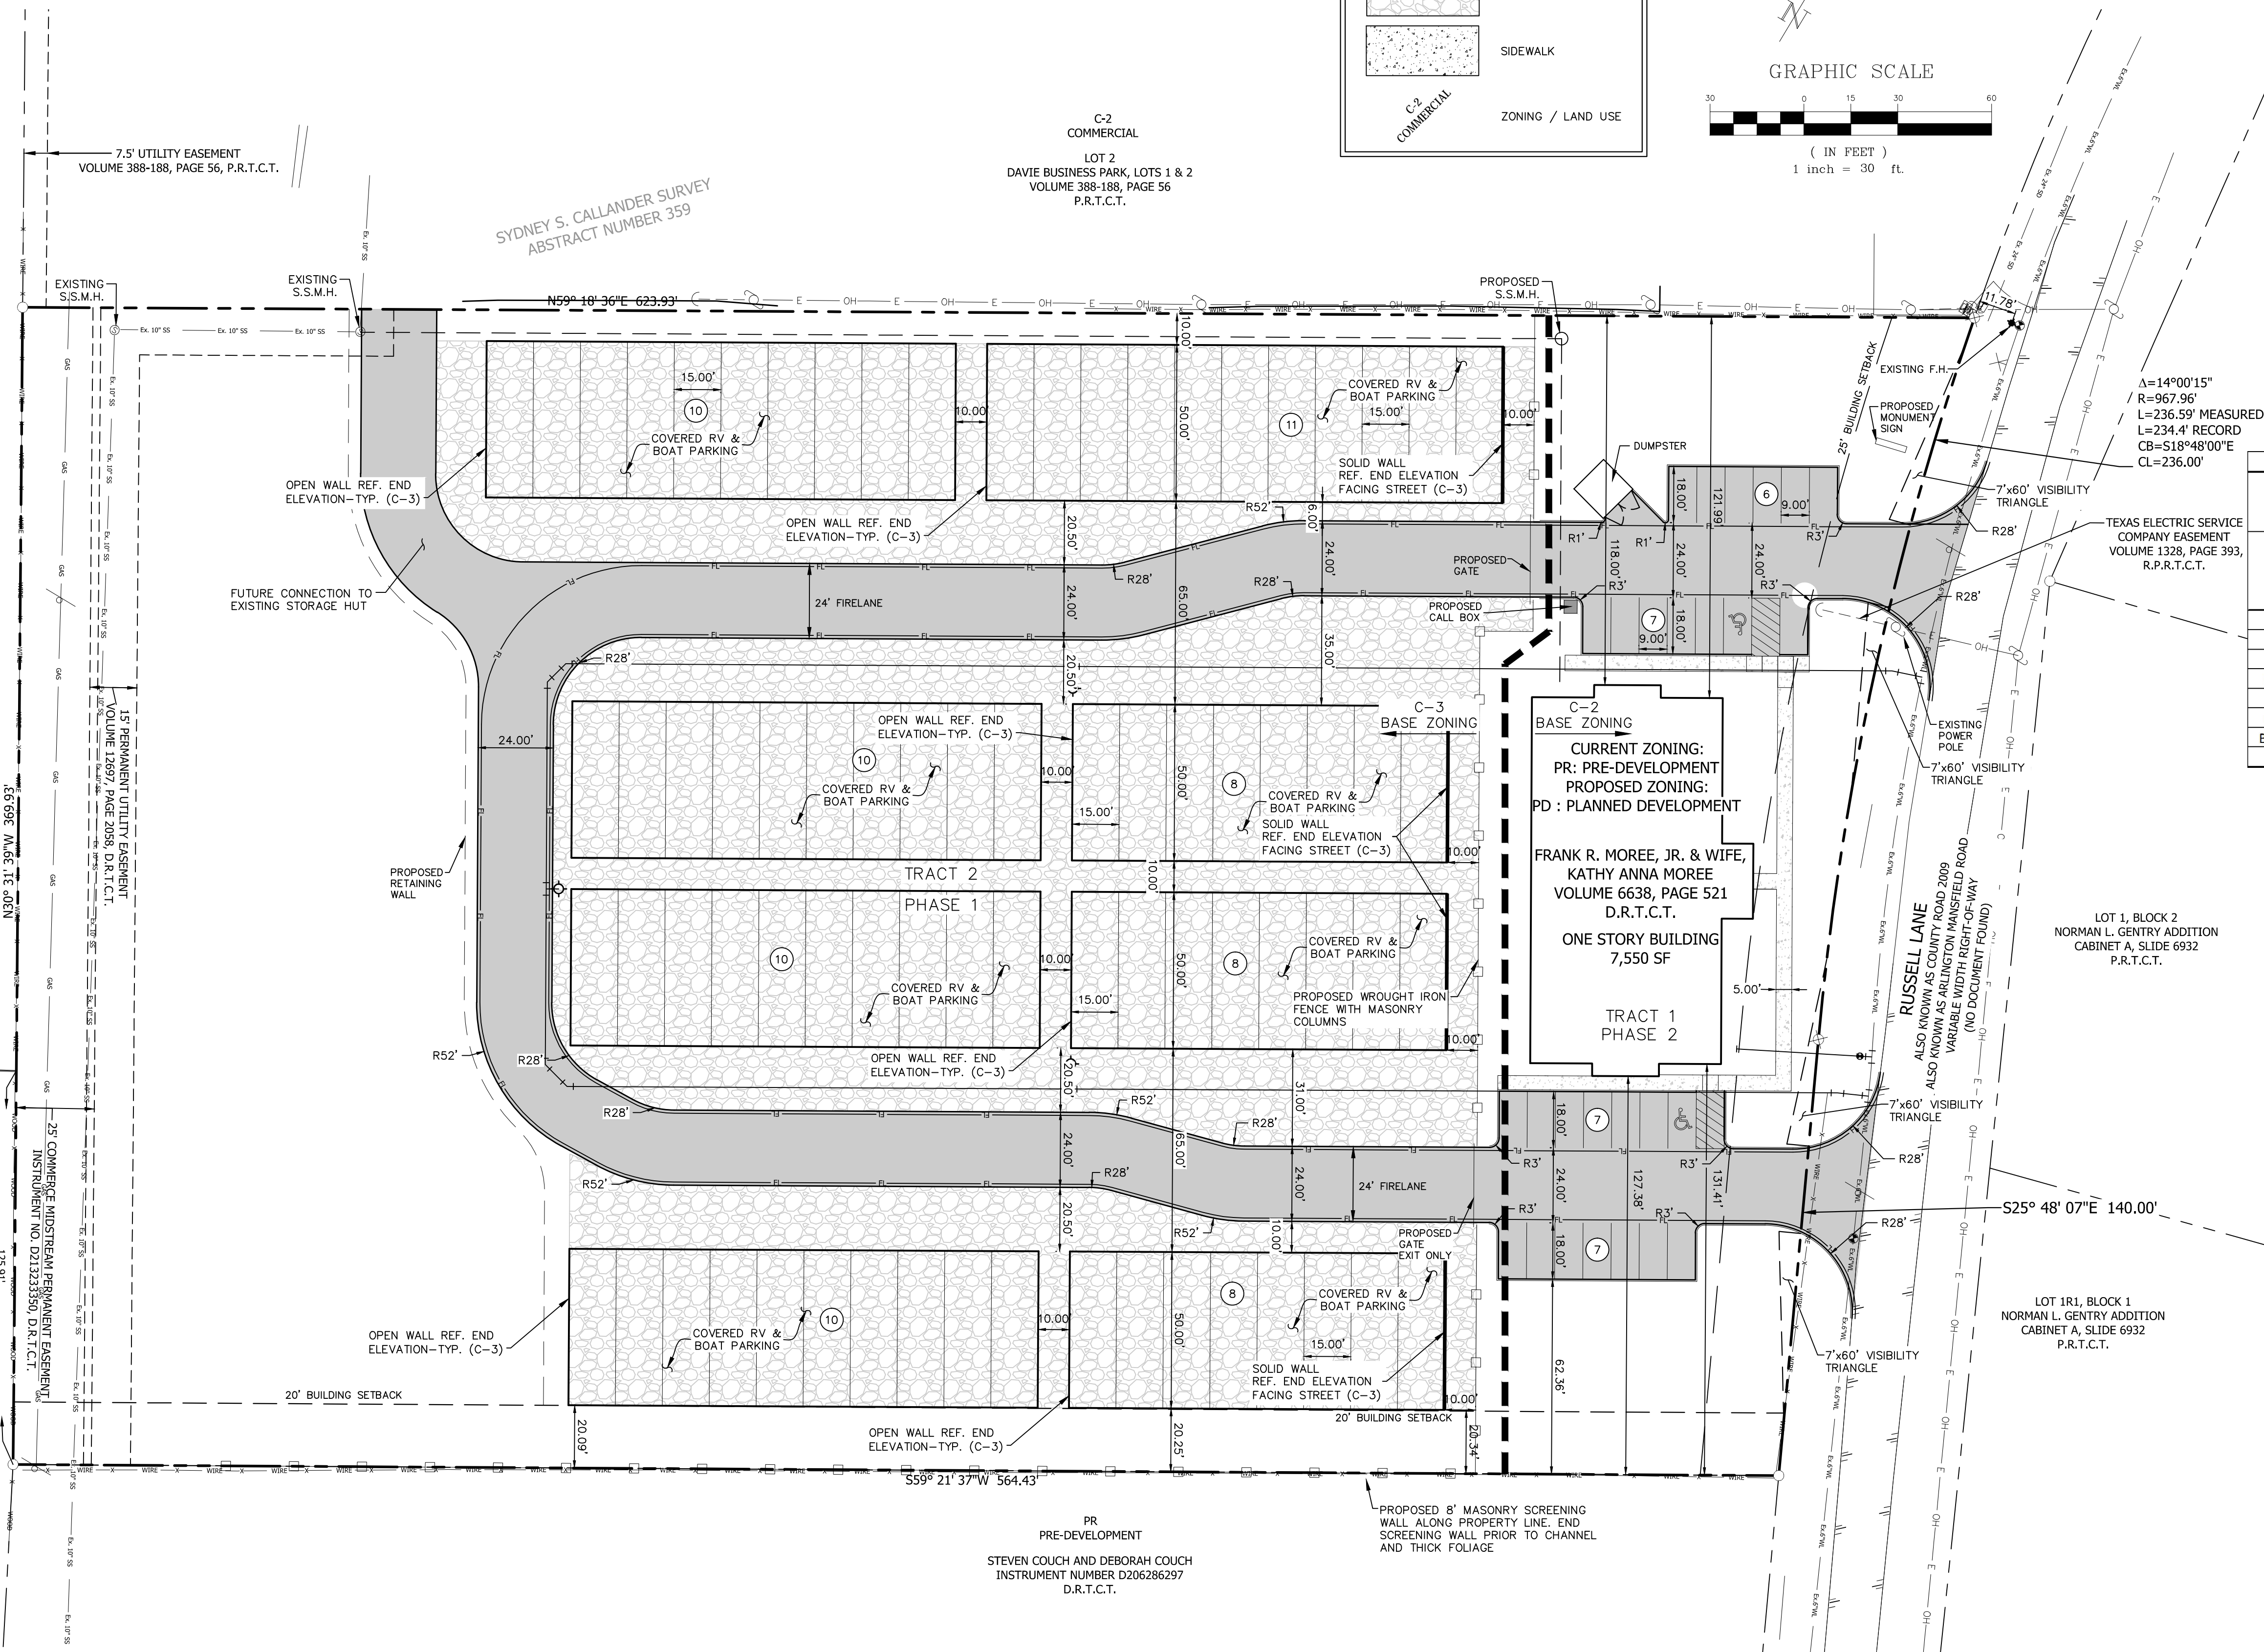 SIDEWALK
C-2
COMMERCIAL
ZONING / LAND USE
N
GRAPHIC SCALE
30 0 15 30 60
( IN FEET )
1 inch = 30 ft.
7.5' UTILITY EASEMENT
VOLUME 388-188, PAGE 56, P.R.T.C.T.
SYDNEY S. CALLANDER SURVEY
ABSTRACT NUMBER 359
C-2
COMMERCIAL
LOT 2
DAVIE BUSINESS PARK, LOTS 1 & 2
VOLUME 388-188, PAGE 56
P.R.T.C.T.
Ex. 10" SS
EXISTING
S.S.M.H.
EXISTING
S.S.M.H.
N59° 18' 36"E 623.93'
PROPOSED
S.S.M.H.
11.78'
EXISTING F.H.
Δ=14°00'15"
R=967.96'
L=236.59' MEASURED
L=234.4' RECORD
CB=S18°48'00"E
CL=236.00'
25' BUILDING SETBACK
PROPOSED
MONUMENT
SIGN
7'x60' VISIBILITY
TRIANGLE
TEXAS ELECTRIC SERVICE
COMPANY EASEMENT
VOLUME 1328, PAGE 393,
R.P.R.T.C.T.
10.00'
15.00'
10
COVERED RV &
BOAT PARKING
10.00'
50.00'
11
COVERED RV &
BOAT PARKING
15.00'
10.00'
SOLID WALL
REF. END ELEVATION
FACING STREET (C-3)
OPEN WALL REF. END
ELEVATION-TYP. (C-3)
OPEN WALL REF. END
ELEVATION-TYP. (C-3)
DUMPSTER
18.00'
121.99'
6
9.00'
R3'
R28'
R52'
6.00'
20.50'
24.00'
R1'
R1'
118.00'
24.00'
24.00'
PROPOSED
GATE
FUTURE CONNECTION TO
EXISTING STORAGE HUT
24' FIRELANE
24.00'
R28'
R28'
65.00'
R3'
R3'
R28'
PROPOSED
CALL BOX
7
9.00'
18.00'
R28'
20.50'
35.00'
15' PERMANENT UTILITY EASEMENT
VOLUME 12697, PAGE 2058, D.R.T.C.T.
24.00'
OPEN WALL REF. END
ELEVATION-TYP. (C-3)
C-3
BASE ZONING
C-2
BASE ZONING
CURRENT ZONING:
PR: PRE-DEVELOPMENT
PROPOSED ZONING:
PD : PLANNED DEVELOPMENT
EXISTING
POWER
POLE
7'x60' VISIBILITY
TRIANGLE
10
COVERED RV &
BOAT PARKING
10.00'
50.00'
8
15.00'
COVERED RV &
BOAT PARKING
SOLID WALL
REF. END ELEVATION
FACING STREET (C-3)
10.00'
PROPOSED
RETAINING
WALL
TRACT 2
PHASE 1
10.00'
FRANK R. MOREE, JR. & WIFE,
KATHY ANNA MOREE
VOLUME 6638, PAGE 521
D.R.T.C.T.
ONE STORY BUILDING
7,550 SF
TRACT 1
PHASE 2
5.00'
RUSSELL LANE
ALSO KNOWN AS COUNTY ROAD 2009
ALSO KNOWN AS ARLINGTON MANSFIELD ROAD
VARIABLE WIDTH RIGHT-OF-WAY
(NO DOCUMENT FOUND)
LOT 1, BLOCK 2
NORMAN L. GENTRY ADDITION
CABINET A, SLIDE 6932
P.R.T.C.T.
10
COVERED RV &
BOAT PARKING
10.00'
50.00'
8
COVERED RV &
BOAT PARKING
15.00'
PROPOSED WROUGHT IRON
FENCE WITH MASONRY
COLUMNS
10.00'
OPEN WALL REF. END
ELEVATION-TYP. (C-3)
N30° 31' 39"W 369.93'
R52'
R28'
R28'
20.50'
R52'
R28'
31.00'
18.00'
7
7'x60' VISIBILITY
TRIANGLE
R28'
25' COMMERCE MIDSTREAM PERMANENT EASEMENT
INSTRUMENT NO. D213233350, D.R.T.C.T.
125.91'
R52'
24.00'
R28'
65.00'
24.00'
24' FIRELANE
R3'
R3'
24.00'
127.38'
131.41'
S25° 48' 07"E 140.00'
R3'
R3'
R28'
20.50'
R52'
10.00'
PROPOSED
GATE
EXIT ONLY
18.00'
7
OPEN WALL REF. END
ELEVATION-TYP. (C-3)
COVERED RV &
BOAT PARKING
10
10.00'
50.00'
8
COVERED RV &
BOAT PARKING
15.00'
SOLID WALL
REF. END ELEVATION
FACING STREET (C-3)
10.00'
62.36'
7'x60' VISIBILITY
TRIANGLE
LOT 1R1, BLOCK 1
NORMAN L. GENTRY ADDITION
CABINET A, SLIDE 6932
P.R.T.C.T.
20' BUILDING SETBACK
20.09'
OPEN WALL REF. END
ELEVATION-TYP. (C-3)
20.25'
20' BUILDING SETBACK
20.34'
S59° 21' 37"W 564.43'
PROPOSED 8' MASONRY SCREENING
WALL ALONG PROPERTY LINE. END
SCREENING WALL PRIOR TO CHANNEL
AND THICK FOLIAGE
PR
PRE-DEVELOPMENT
STEVEN COUCH AND DEBORAH COUCH
INSTRUMENT NUMBER D206286297
D.R.T.C.T.